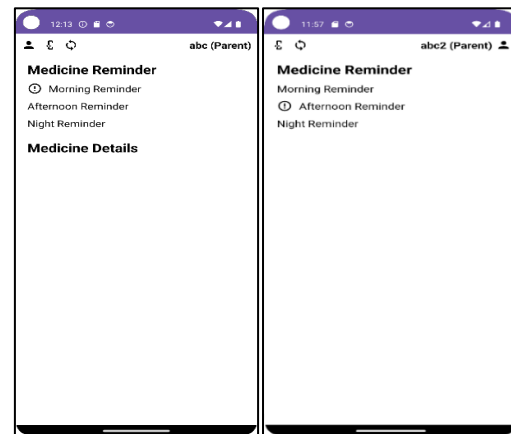 12:13
abc (Parent)
Medicine Reminder
Morning Reminder
Afternoon Reminder
Night Reminder
Medicine Details
11:57
abc2 (Parent)
Medicine Reminder
Morning Reminder
Afternoon Reminder
Night Reminder